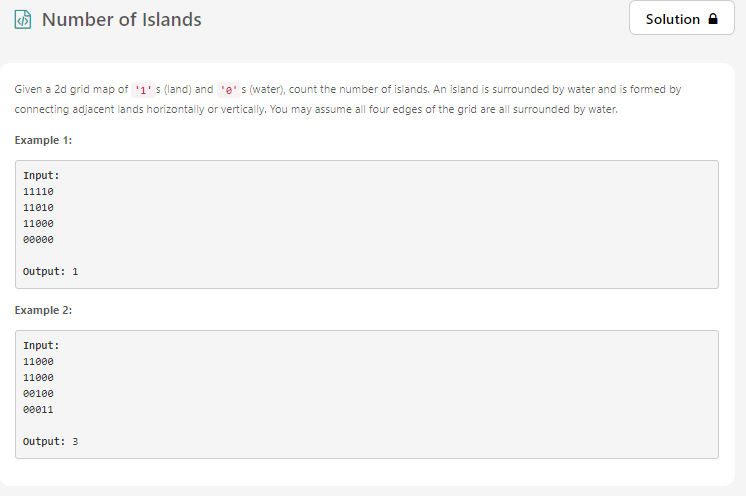 Number of Islands
Solution
Given a 2d grid map of '1' s (land) and '0' s (water), count the number of islands. An island is surrounded by water and is formed by
connecting adjacent lands horizontally or vertically. You may assume all four edges of the grid are all surrounded by water.
Example 1:
Input:
11110
11010
11000
00000
Output: 1
Example 2:
Input:
11000
11000
00100
00011
Output: 3